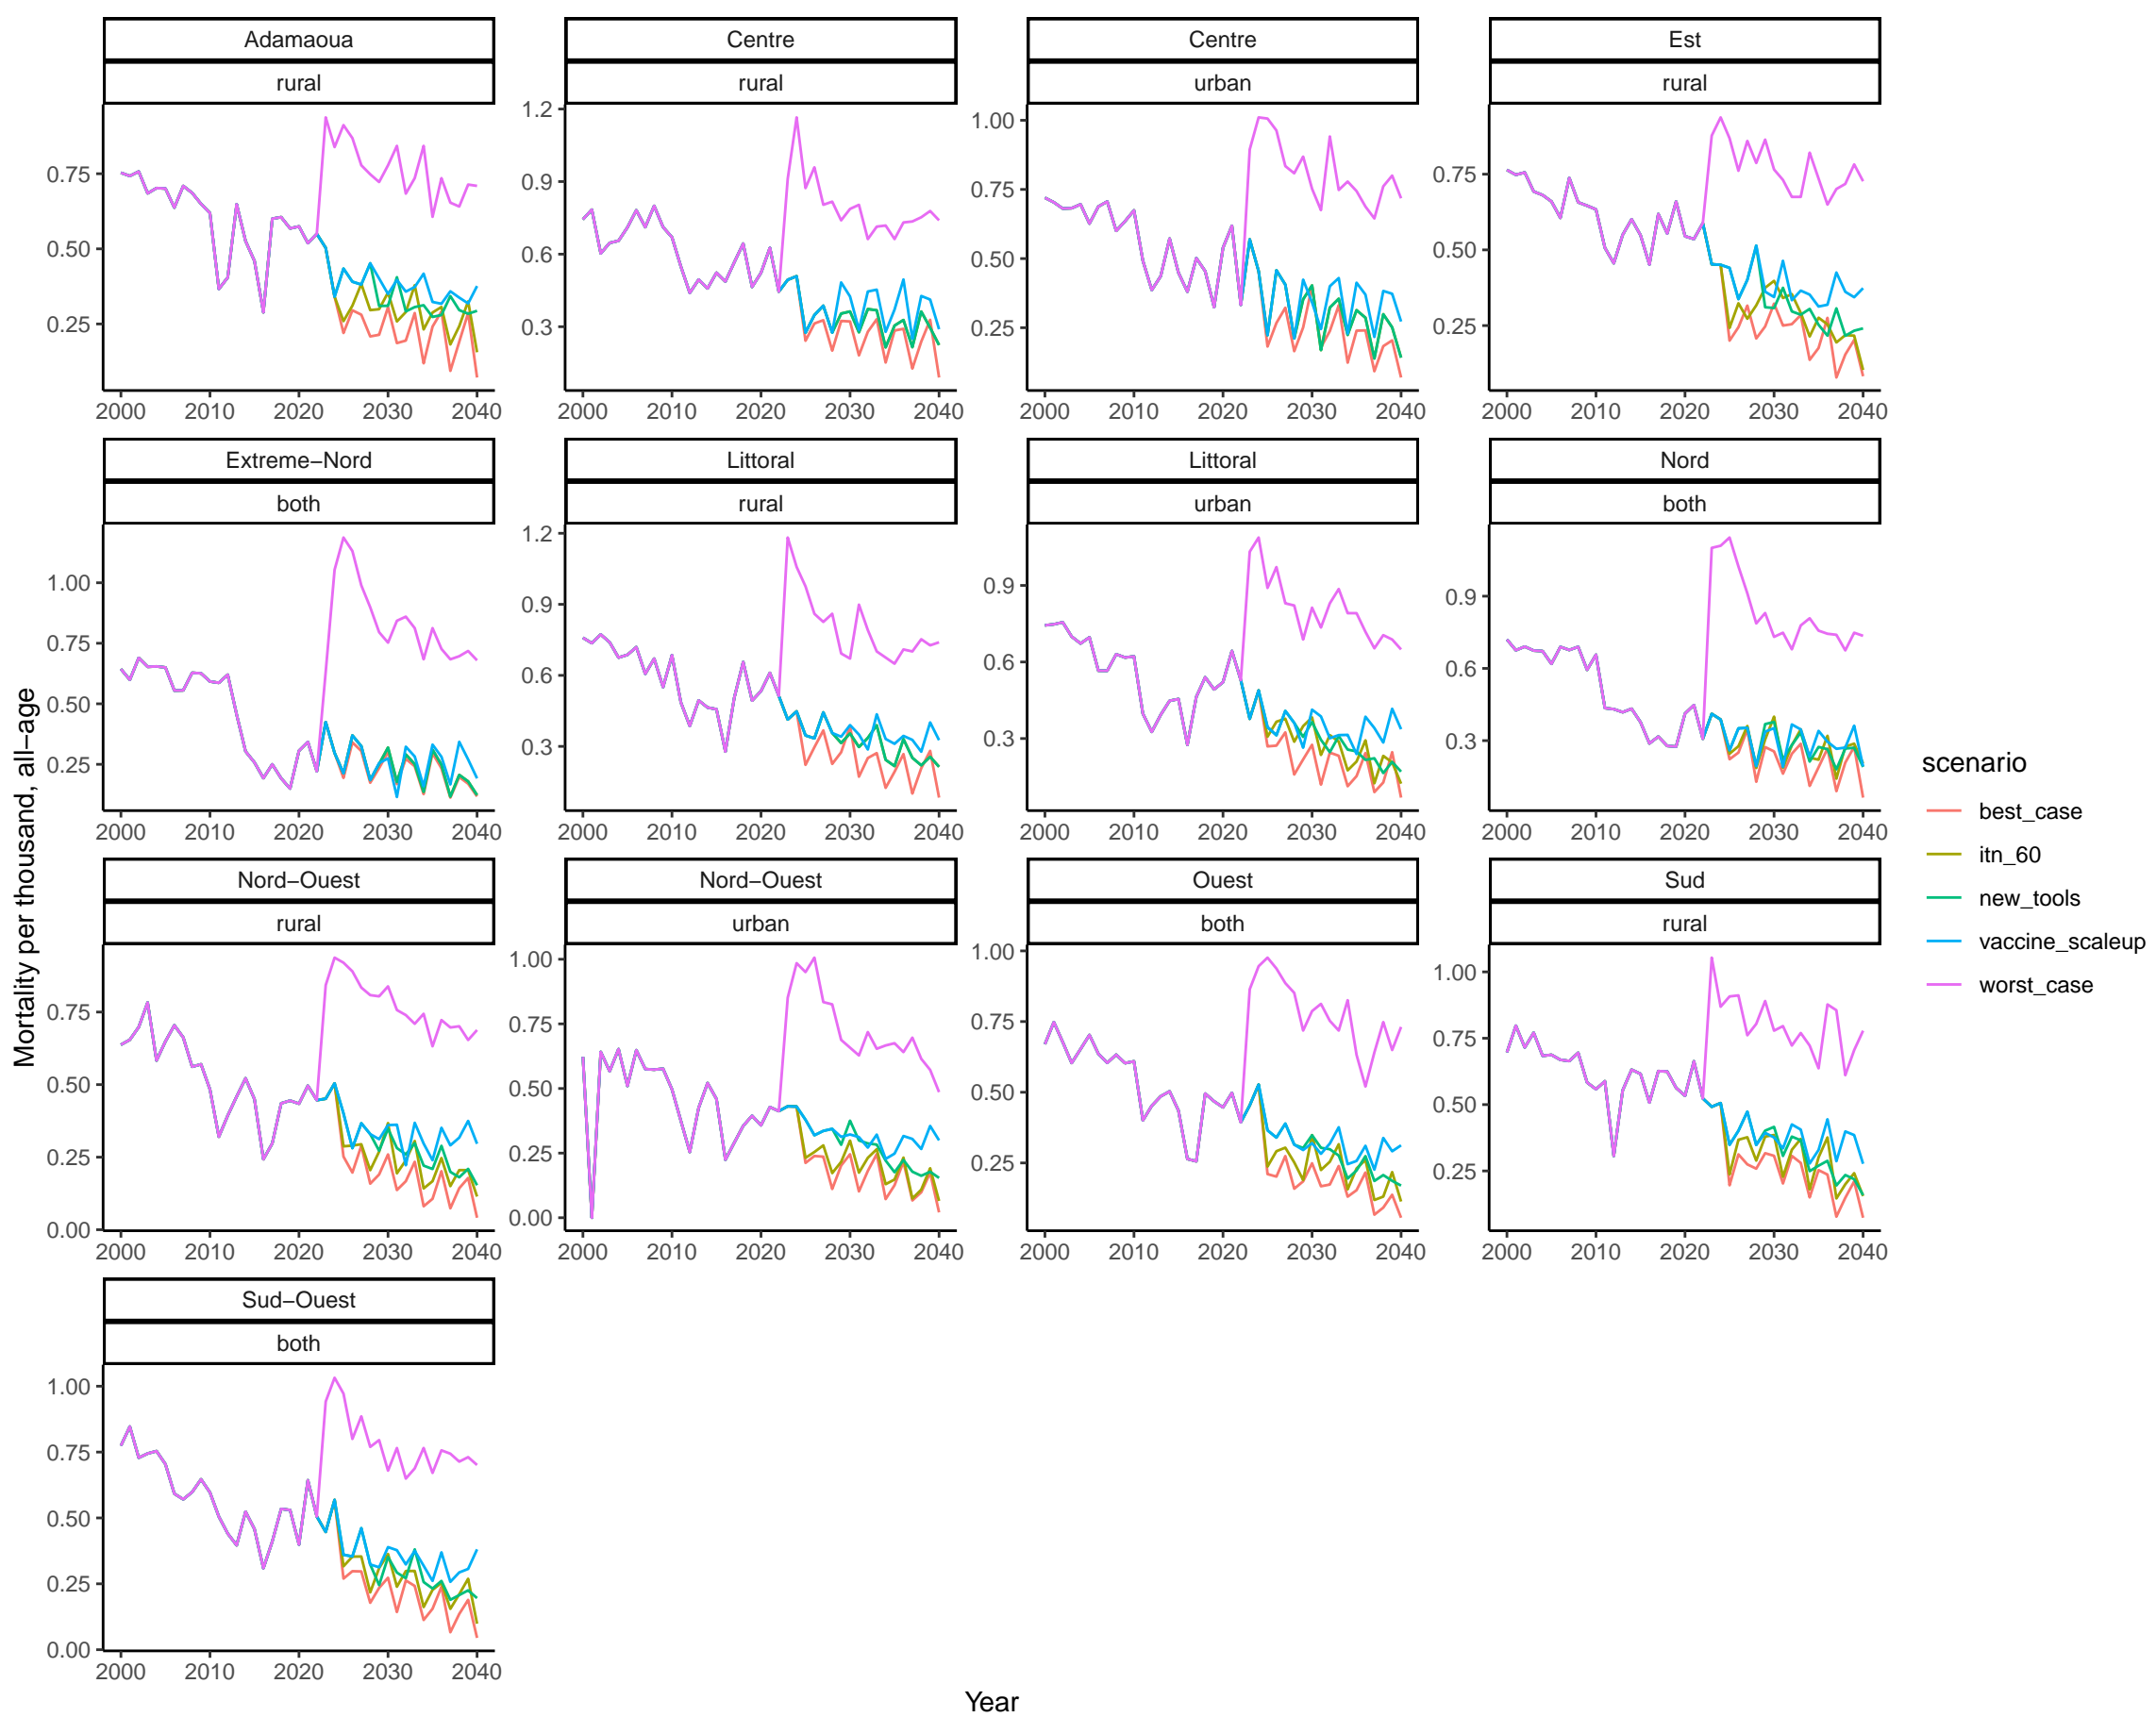 Adamaoua
rural
Centre
rural
Centre
urban
Est
rural
0.75
0.50
0.25
1.2
0.9
0.6
0.3
1.00
0.75
0.50
0.25
0.75
0.50
0.25
2000 2010 2020 2030 2040
2000 2010 2020 2030 2040
2000 2010 2020 2030 2040
2000 2010 2020 2030 2040
Extreme−Nord
both
Littoral
rural
Littoral
urban
Nord
both
1.00
0.75
0.50
0.25
1.2
0.9
0.6
0.3
0.9
0.6
0.3
0.9
0.6
0.3
2000 2010 2020 2030 2040
2000 2010 2020 2030 2040
2000 2010 2020 2030 2040
2000 2010 2020 2030 2040
Nord−Ouest
rural
Nord−Ouest
urban
Ouest
both
Sud
rural
0.75
0.50
0.25
0.00
1.00
0.75
0.50
0.25
0.00
1.00
0.75
0.50
0.25
1.00
0.75
0.50
0.25
2000 2010 2020 2030 2040
2000 2010 2020 2030 2040
2000 2010 2020 2030 2040
2000 2010 2020 2030 2040
Sud−Ouest
both
1.00
0.75
0.50
0.25
0.00
2000 2010 2020 2030 2040
Mortality per thousand, all−age
Year
scenario
best_case
itn_60
new_tools
vaccine_scaleup
worst_case